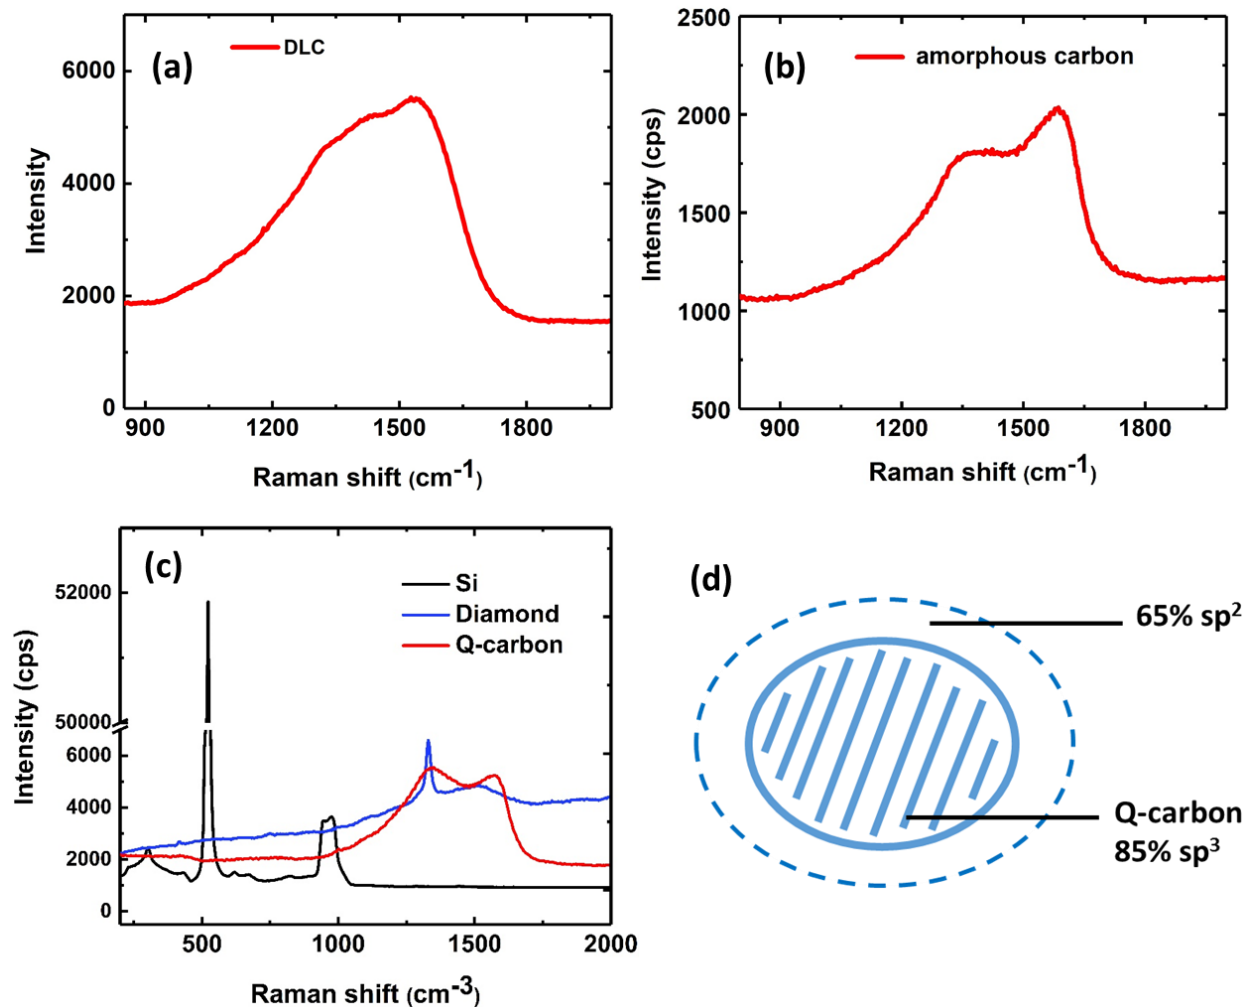 (a)
DLC
6000
4000
2000
0
Intensity
900 1200 1500 1800
Raman shift (cm⁻¹)
(b)
amorphous carbon
2500
2000
1500
1000
500
Intensity (cps)
900 1200 1500 1800
Raman shift (cm⁻¹)
(c)
Si
Diamond
Q-carbon
52000
50000
6000
4000
2000
0
Intensity (cps)
500 1000 1500 2000
Raman shift (cm⁻³)
(d)
65% sp²
Q-carbon
85% sp³